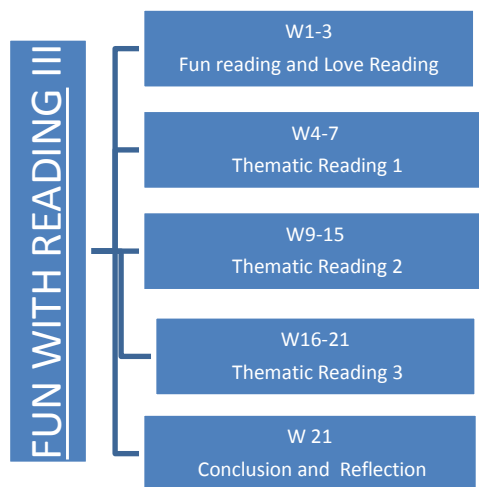 FUN WITH READING III
W1-3
Fun reading and Love Reading
W4-7
Thematic Reading 1
W9-15
Thematic Reading 2
W16-21
Thematic Reading 3
W 21
Conclusion and Reflection